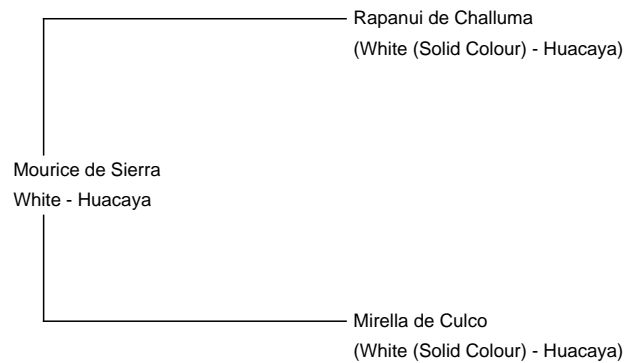 Rapanui de Challuma
(White (Solid Colour) - Huacaya)
Mourice de Sierra
White - Huacaya
Mirella de Culco
(White (Solid Colour) - Huacaya)